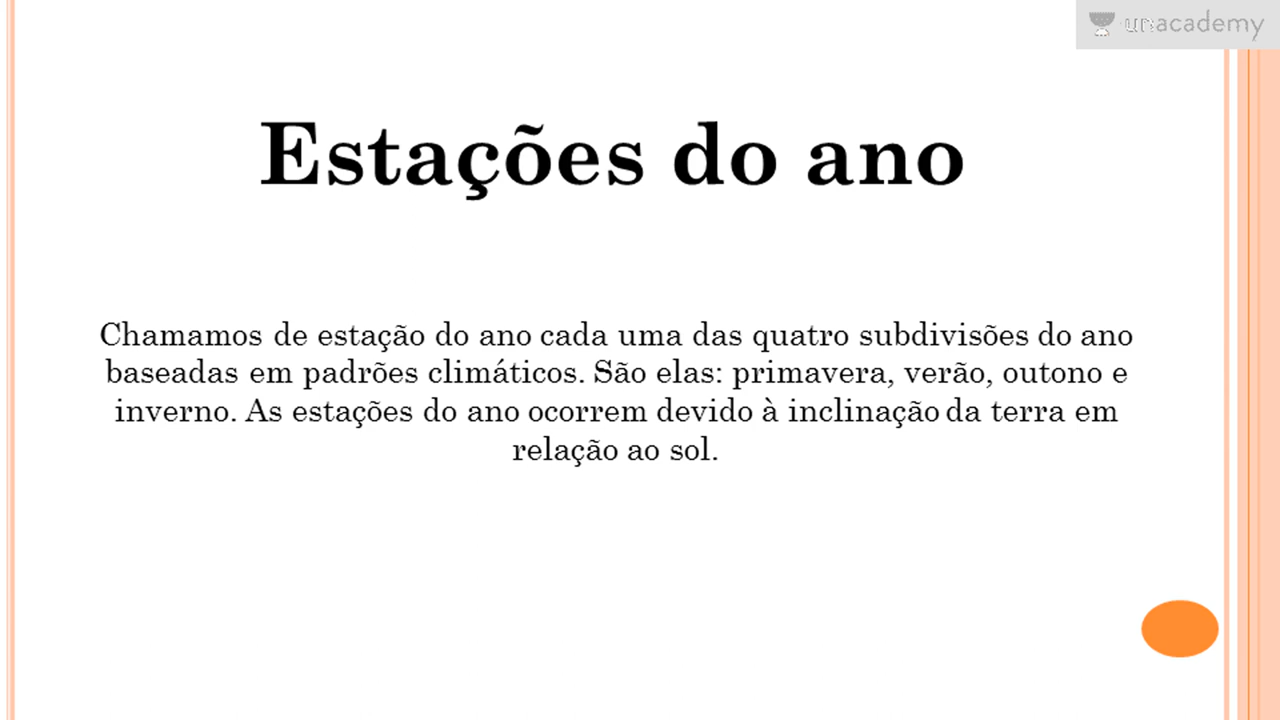 unacademy
Estações do ano
Chamamos de estação do ano cada uma das quatro subdivisões do ano
baseadas em padrões climáticos. São elas: primavera, verão, outono e
inverno. As estações do ano ocorrem devido à inclinação da terra em
relação ao sol.